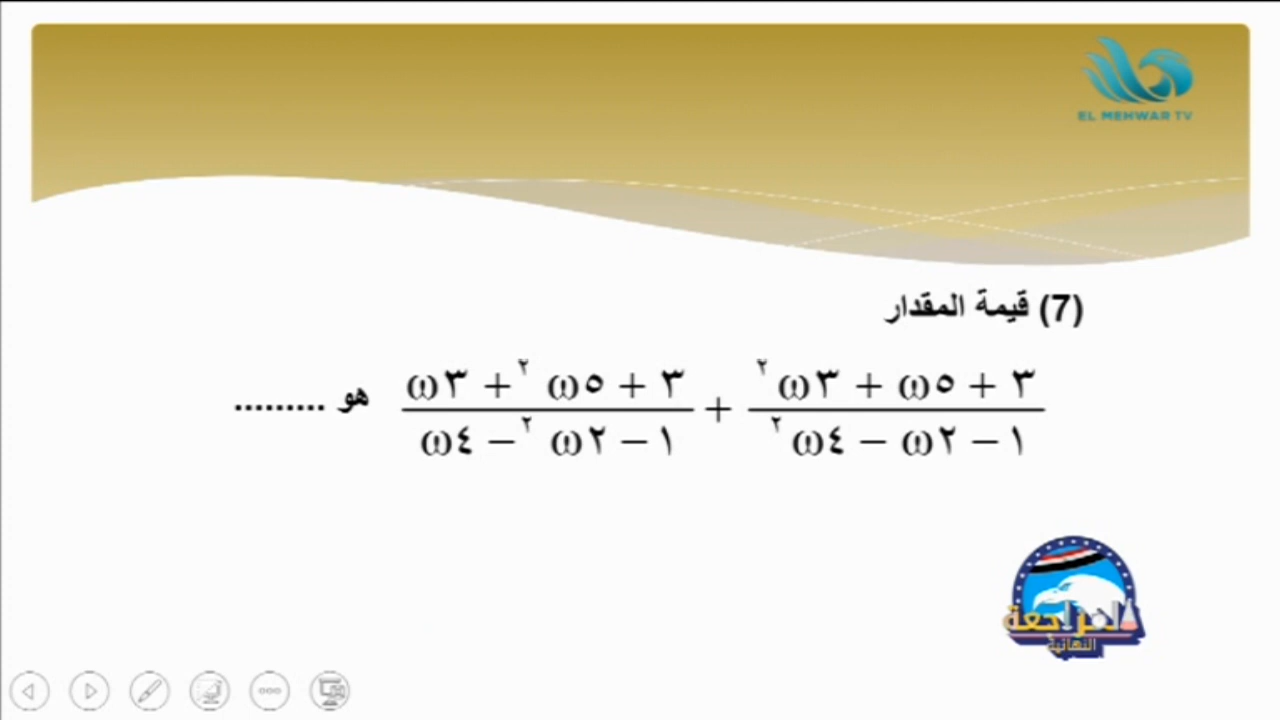 EL MEHWAR TV
(7) قيمة المقدار
٣ + ٥ω + ٣ω٢ / ١ − ٢ω − ٤ω٢ + ٣ + ٥ω٢ + ٣ω / ١ − ٢ω٢ − ٤ω هو .........
المراجعة
النهائية